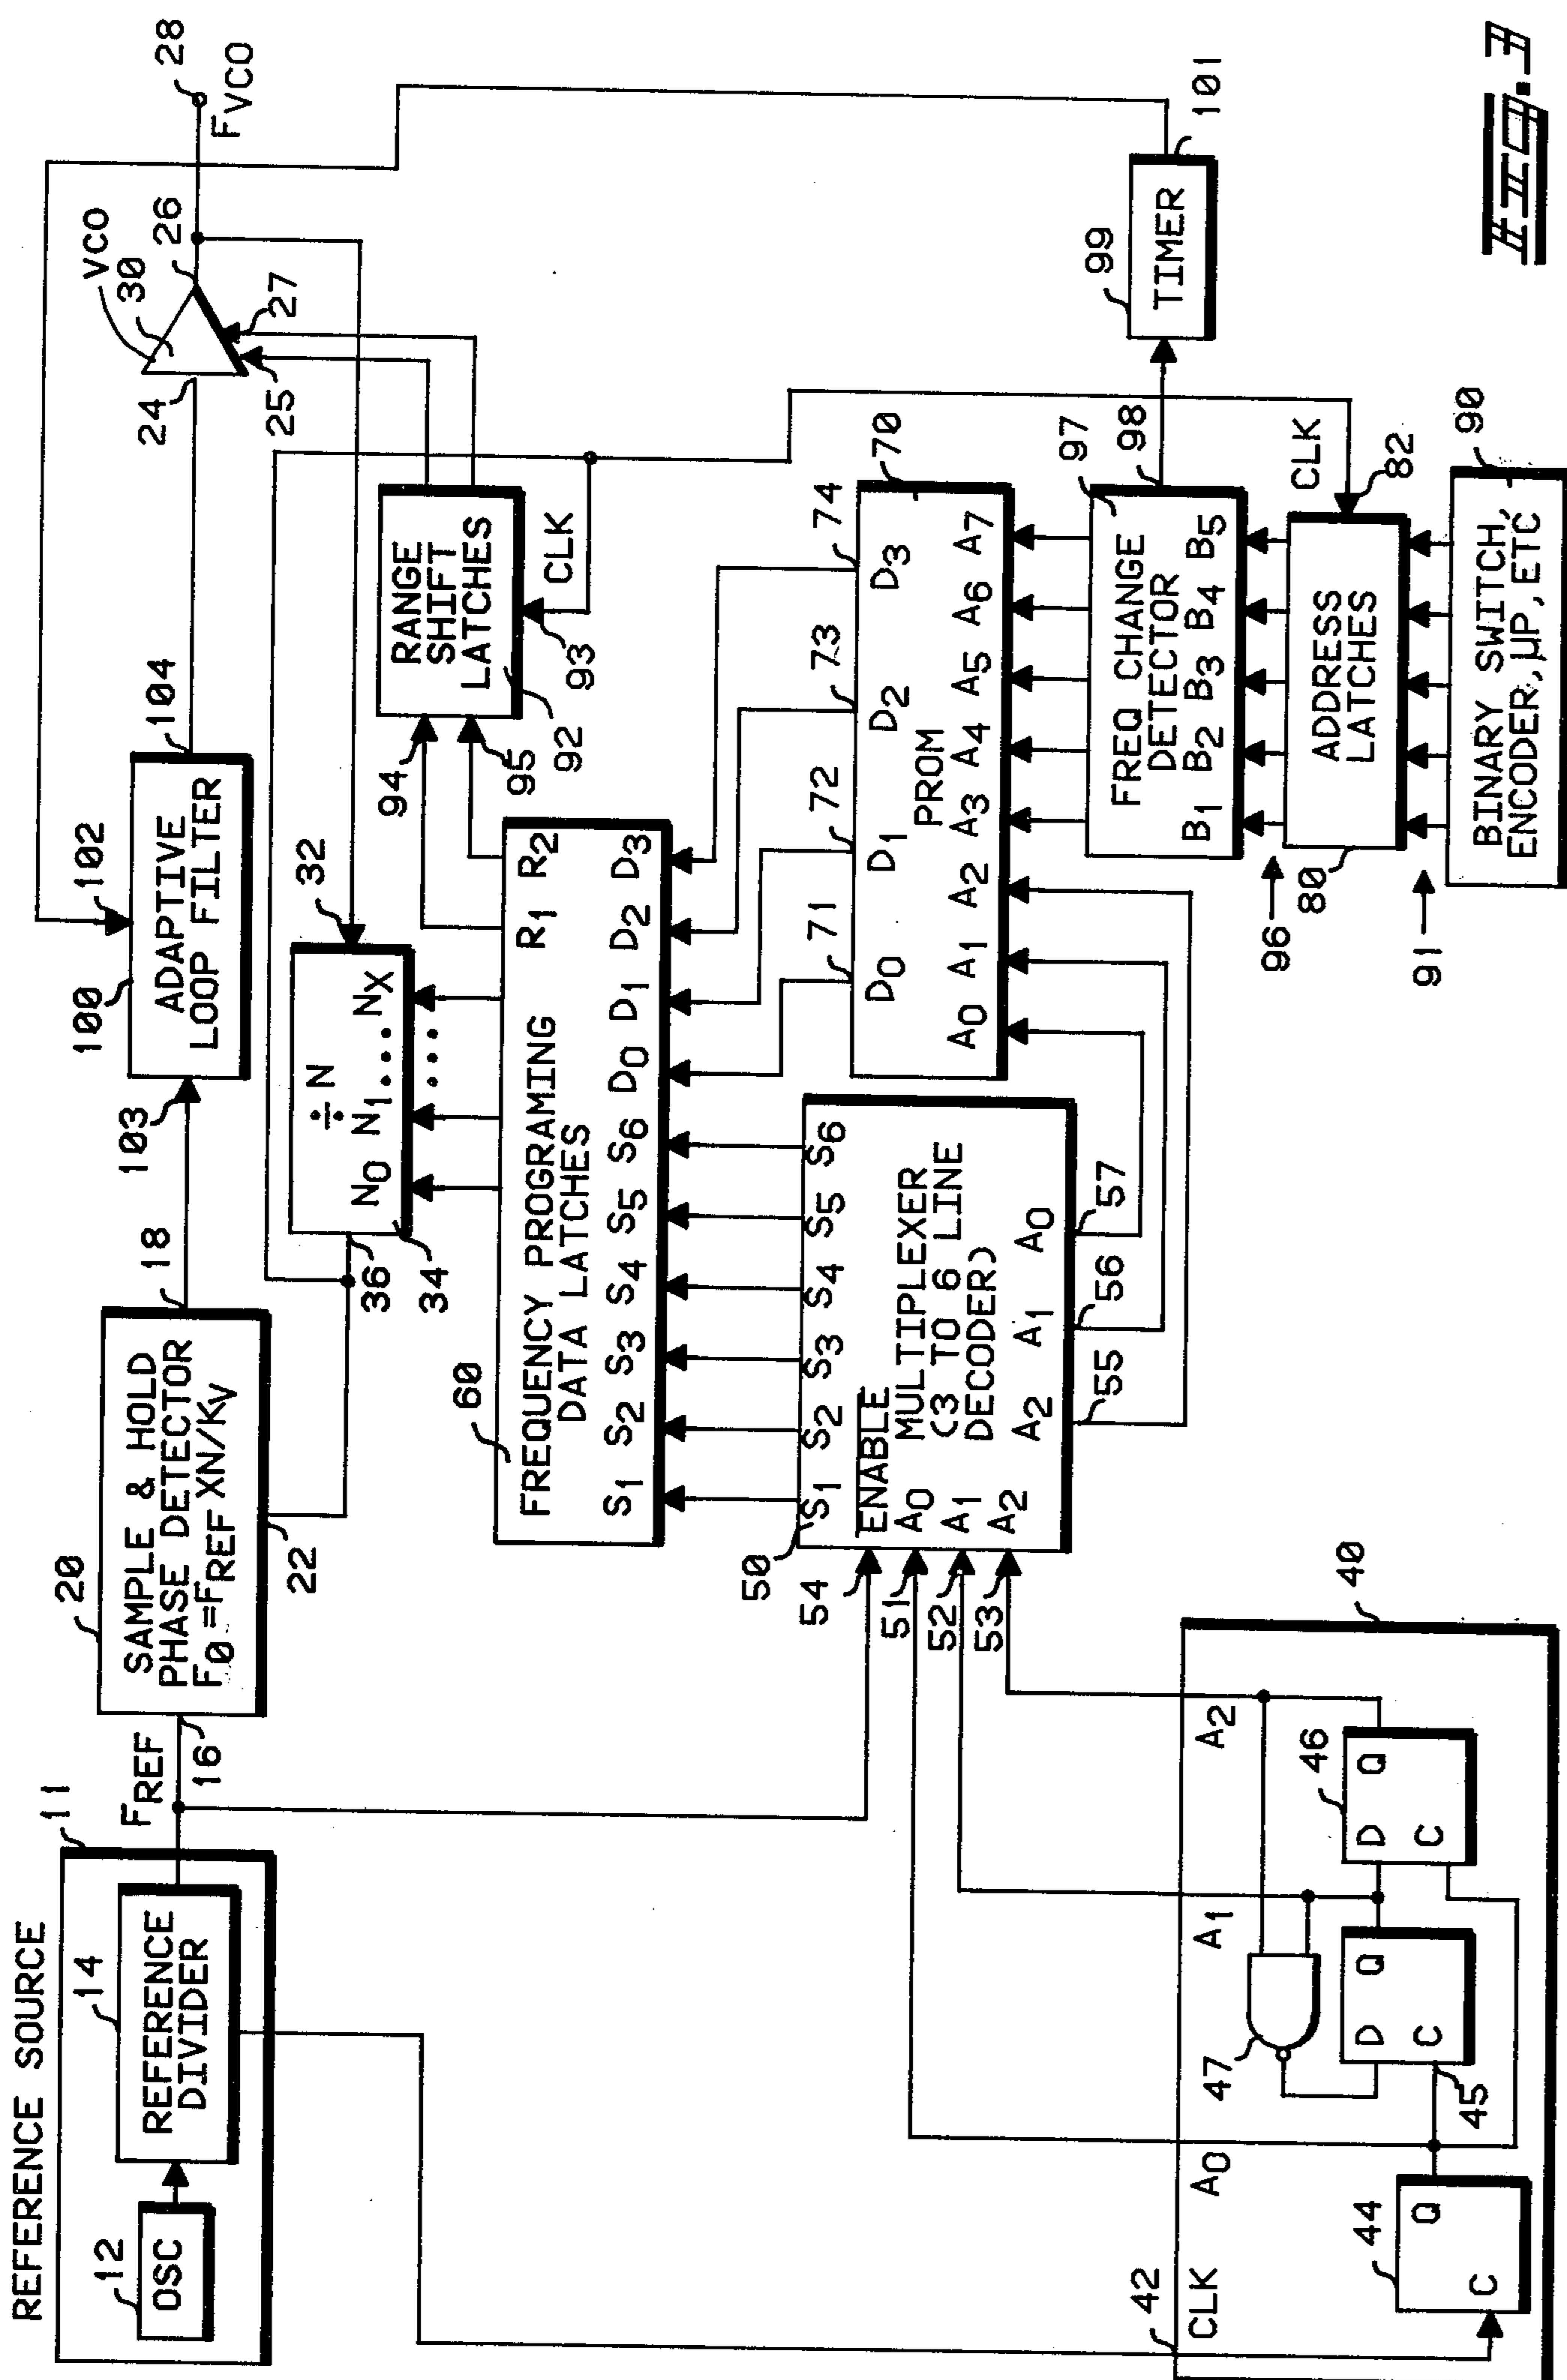 REFERENCE SOURCE
11
12
OSC
14
REFERENCE
DIVIDER
FREF
16
20
SAMPLE & HOLD
PHASE DETECTOR
F0 =FREF XN/KV
22
18
103
100
102
ADAPTIVE
LOOP FILTER
104
24
VCO
30
26
28
FVCO
25
27
36
34
÷ N
N0 N1... NX
....
32
94
95
RANGE
SHIFT
LATCHES
92
93
CLK
60
FREQUENCY PROGRAMING
DATA LATCHES
R1 R2
S1 S2 S3 S4 S5 S6 D0 D1 D2 D3
50
S1 S2 S3 S4 S5 S6
54
ENABLE
51
A0
52
A1
53
A2
MULTIPLEXER
(3 TO 6 LINE
DECODER)
A2 A1 A0
55
56
57
71
72
73
74
70
D0 D1 D2 D3
PROM
A0 A1 A2 A3 A4 A5 A6 A7
97
98
FREQ CHANGE
DETECTOR
B1 B2 B3 B4 B5
99
TIMER
101
96
80
ADDRESS
LATCHES
CLK
82
91
BINARY SWITCH,
ENCODER, µP, ETC
90
40
42
CLK
A0
A1
A2
44
Q
C
47
45
D Q
C
46
D Q
C
FIG. 3